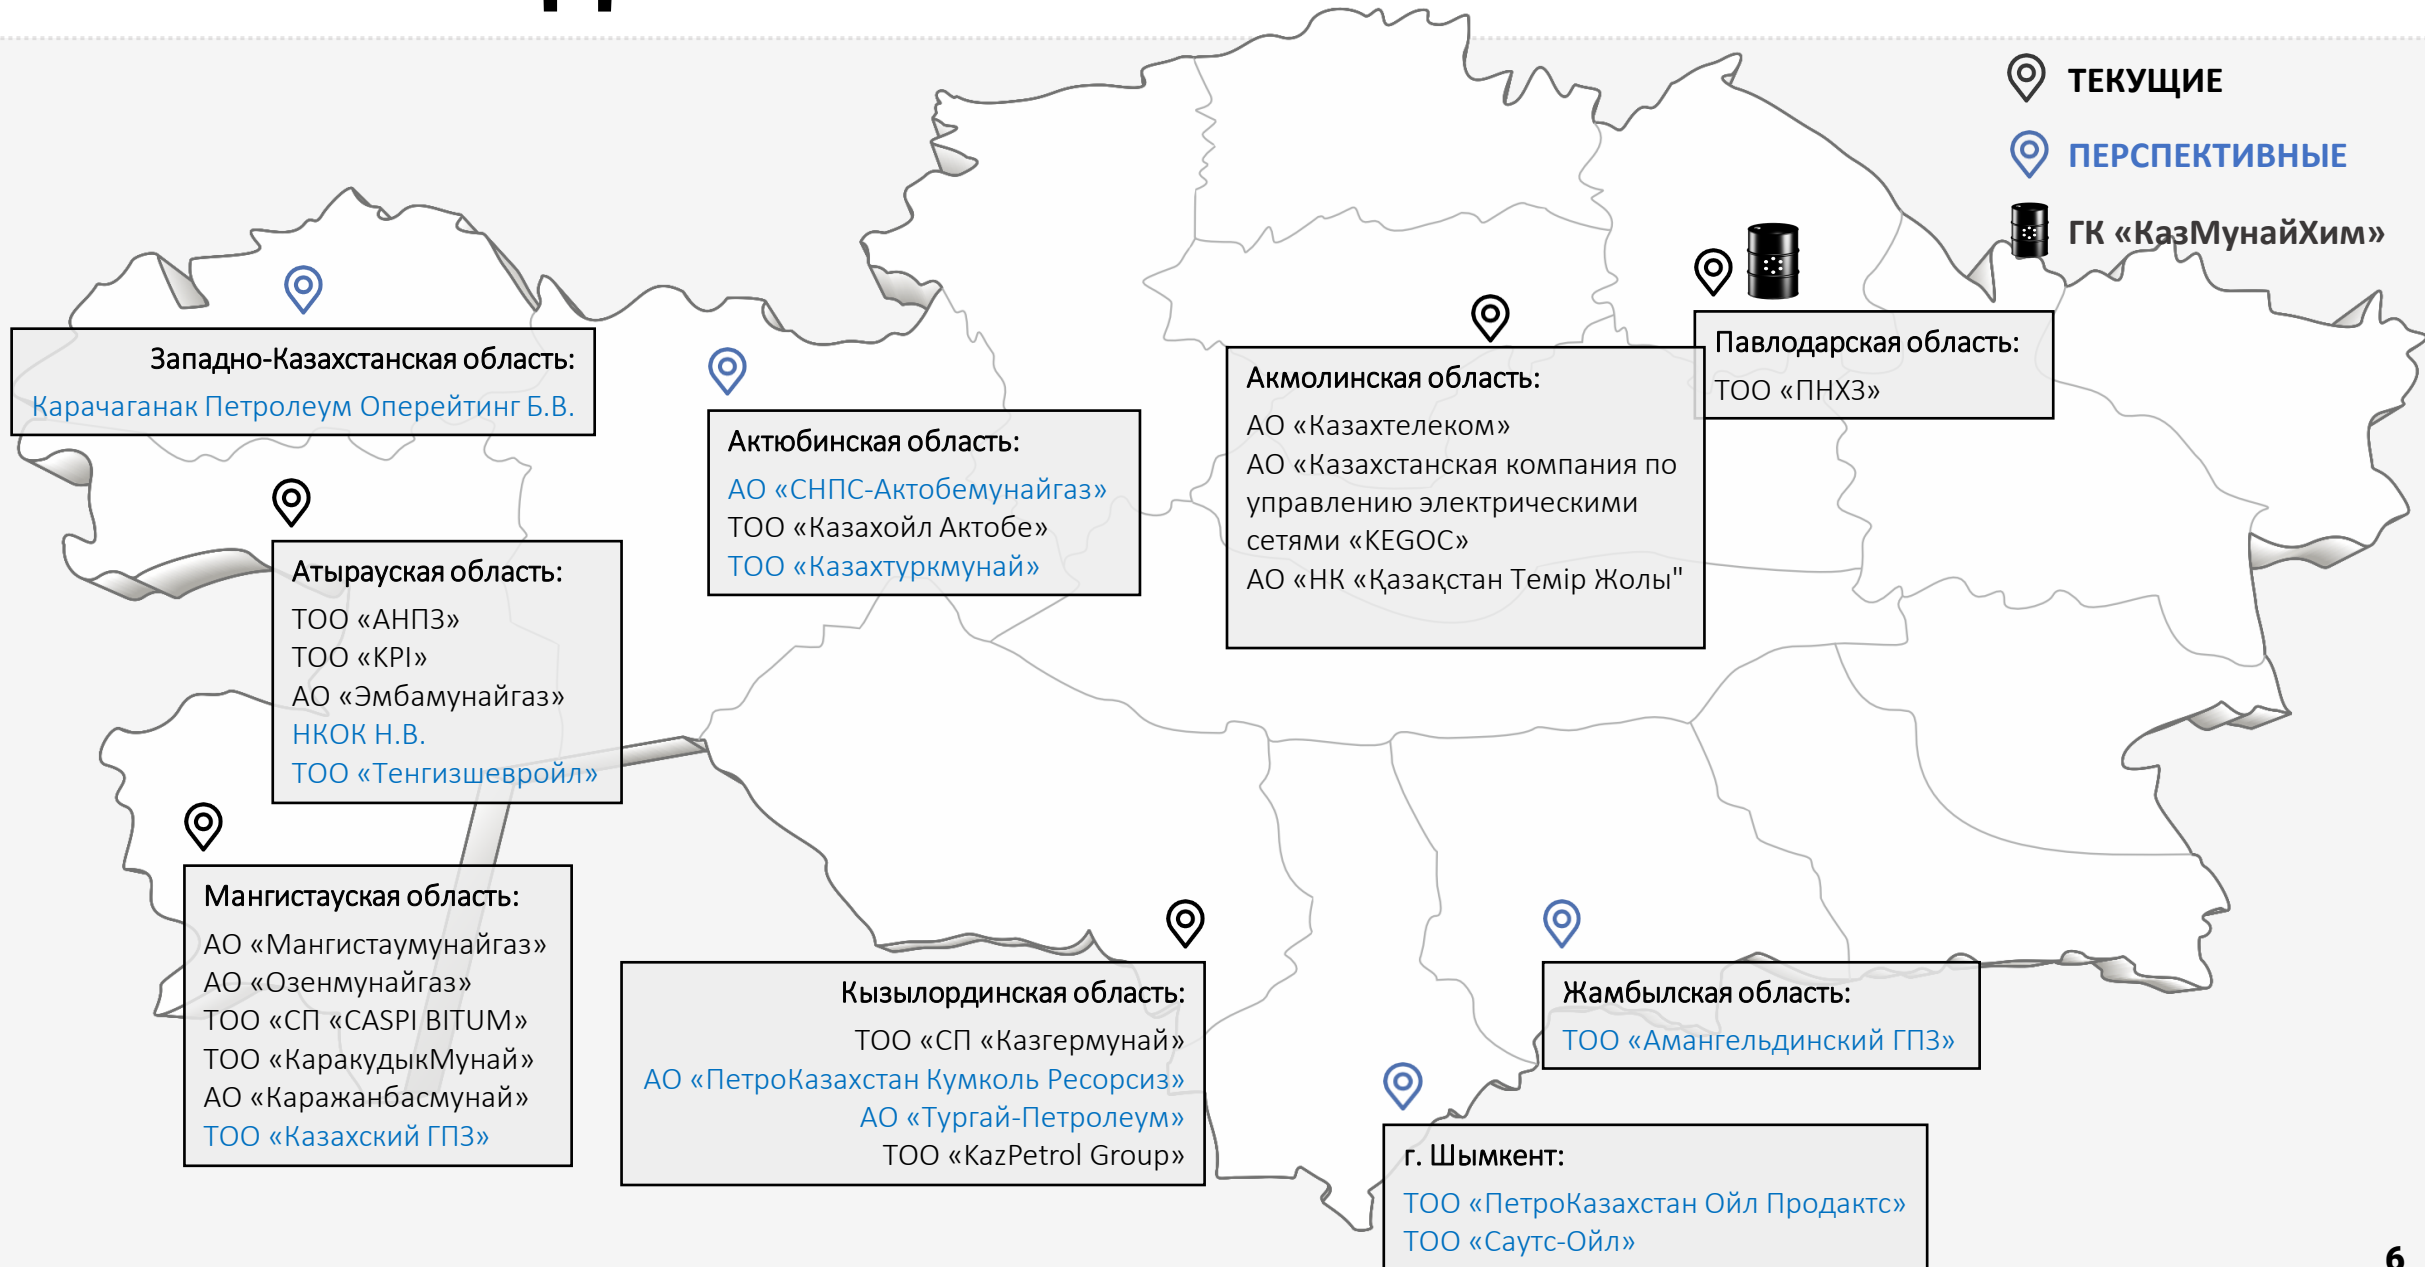 ТЕКУЩИЕ
ПЕРСПЕКТИВНЫЕ
ГК «КазМунайХим»
Западно-Казахстанская область:
Карачаганак Петролеум Оперейтинг Б.В.
Актюбинская область:
АО «СНПС-Актобемунайгаз»
ТОО «Казахойл Актобе»
ТОО «Казахтуркмунай»
Акмолинская область:
АО «Казахтелеком»
АО «Казахстанская компания по
управлению электрическими
сетями «KEGOC»
АО «НК «Қазақстан Темір Жолы"
Павлодарская область:
ТОО «ПНХЗ»
Атырауская область:
ТОО «АНПЗ»
ТОО «KPI»
АО «Эмбамунайгаз»
НКОК Н.В.
ТОО «Тенгизшевройл»
Мангистауская область:
АО «Мангистаумунайгаз»
АО «Озенмунайгаз»
ТОО «СП «CASPI BITUM»
ТОО «КаракудыкМунай»
АО «Каражанбасмунай»
ТОО «Казахский ГПЗ»
Кызылординская область:
ТОО «СП «Казгермунай»
АО «ПетроКазахстан Кумколь Ресорсиз»
АО «Тургай-Петролеум»
ТОО «KazPetrol Group»
Жамбылская область:
ТОО «Амангельдинский ГПЗ»
г. Шымкент:
ТОО «ПетроКазахстан Ойл Продактс»
ТОО «Саутс-Ойл»
6